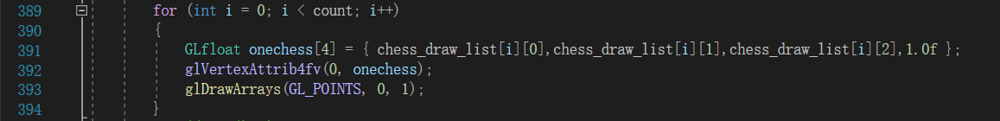 389 for (int i = 0; i < count; i++)
390 {
391 GLfloat onechess[4] = { chess_draw_list[i][0],chess_draw_list[i][1],chess_draw_list[i][2],1.0f };
392 glVertexAttrib4fv(0, onechess);
393 glDrawArrays(GL_POINTS, 0, 1);
394 }